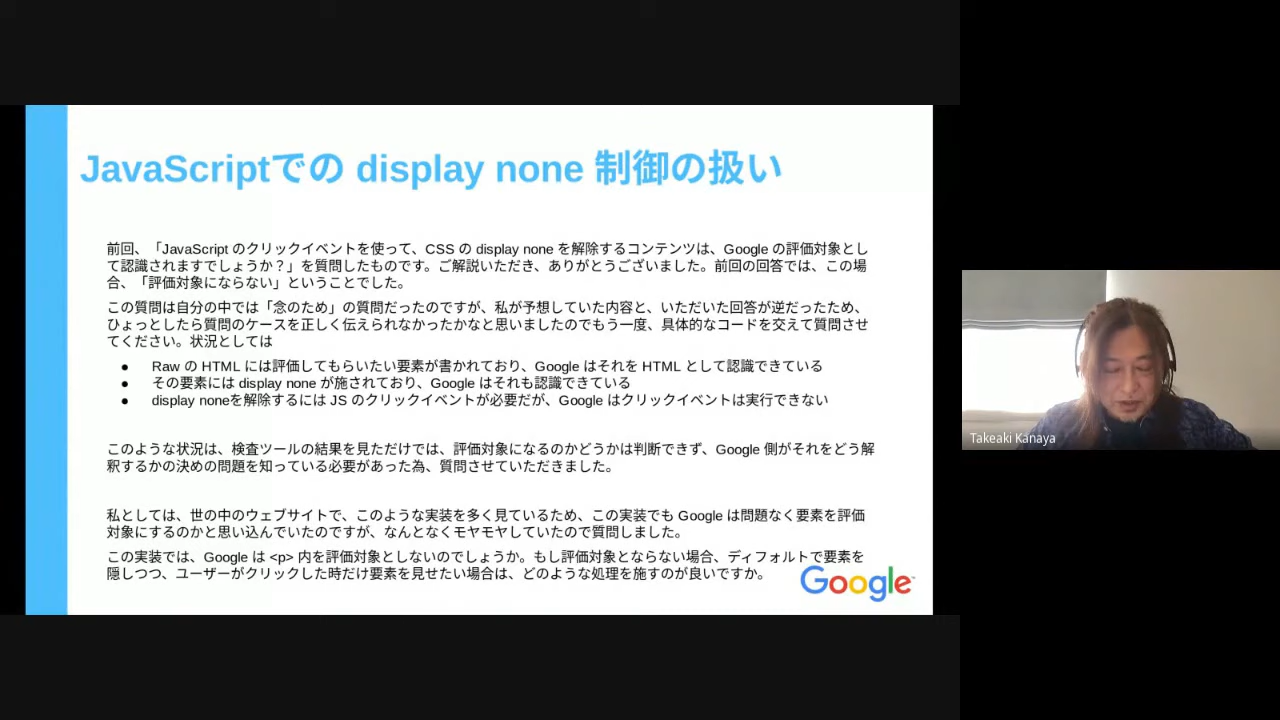 JavaScriptでの display none 制御の扱い
前回、「JavaScript のクリックイベントを使って、CSS の display none を解除するコンテンツは、Google の評価対象とし
て認識されますでしょうか？」を質問したものです。ご解説いただき、ありがとうございました。前回の回答では、この場
合、「評価対象にならない」ということでした。
この質問は自分の中では「念のため」の質問だったのですが、私が予想していた内容と、いただいた回答が逆だったため、
ひょっとしたら質問のケースを正しく伝えられなかったかなと思いましたのでもう一度、具体的なコードを交えて質問させ
てください。状況としては
● Raw の HTML には評価してもらいたい要素が書かれており、Google はそれを HTML として認識できている
● その要素には display none が施されており、Google はそれも認識できている
● display noneを解除するには JS のクリックイベントが必要だが、Google はクリックイベントは実行できない
このような状況は、検査ツールの結果を見ただけでは、評価対象になるのかどうかは判断できず、Google 側がそれをどう解
釈するかの決めの問題を知っている必要があった為、質問させていただきました。
私としては、世の中のウェブサイトで、このような実装を多く見ているため、この実装でも Google は問題なく要素を評価
対象にするのかと思い込んでいたのですが、なんとなくモヤモヤしていたので質問しました。
この実装では、Google は <p> 内を評価対象としないのでしょうか。もし評価対象とならない場合、ディフォルトで要素を
隠しつつ、ユーザーがクリックした時だけ要素を見せたい場合は、どのような処理を施すのが良いですか。
Google
Takeaki Kanaya